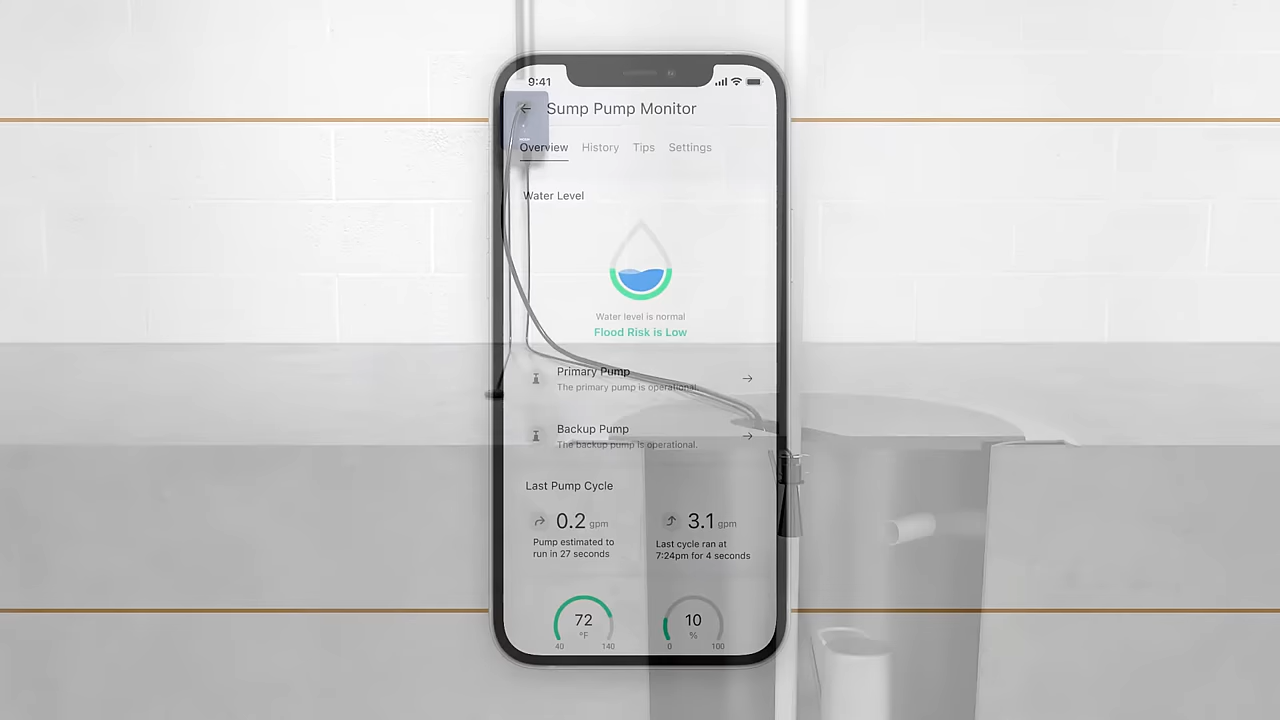 9:41
Sump Pump Monitor
Overview History Tips Settings
Water Level
Water level is normal
Flood Risk is Low
Primary Pump
The primary pump is operational.
Backup Pump
The backup pump is operational.
Last Pump Cycle
0.2 gpm
Pump estimated to
run in 27 seconds
3.1 gpm
Last cycle ran at
7:24pm for 4 seconds
72
°F
40 140
10
%
0 100